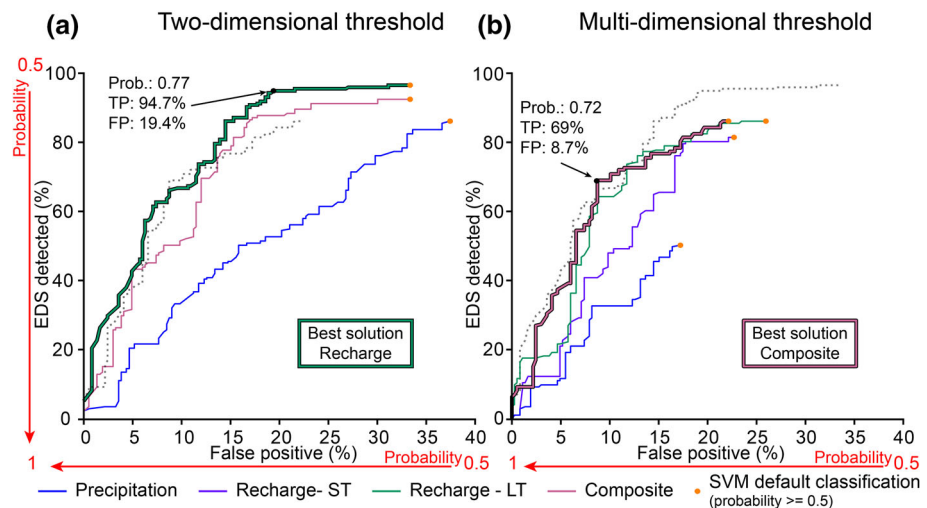 (a) Two-dimensional threshold
(b) Multi-dimensional threshold
0.5
Probability
1
EDS detected (%)
100
80
60
40
20
0
Prob.: 0.77
TP: 94.7%
FP: 19.4%
Best solution
Recharge
0 5 10 15 20 25 30 35 40
False positive (%)
Probability
1
0.5
EDS detected (%)
100
80
60
40
20
0
Prob.: 0.72
TP: 69%
FP: 8.7%
Best solution
Composite
0 5 10 15 20 25 30 35 40
False positive (%)
Probability
1
0.5
Precipitation
Recharge- ST
Recharge - LT
Composite
SVM default classification
(probability >= 0.5)